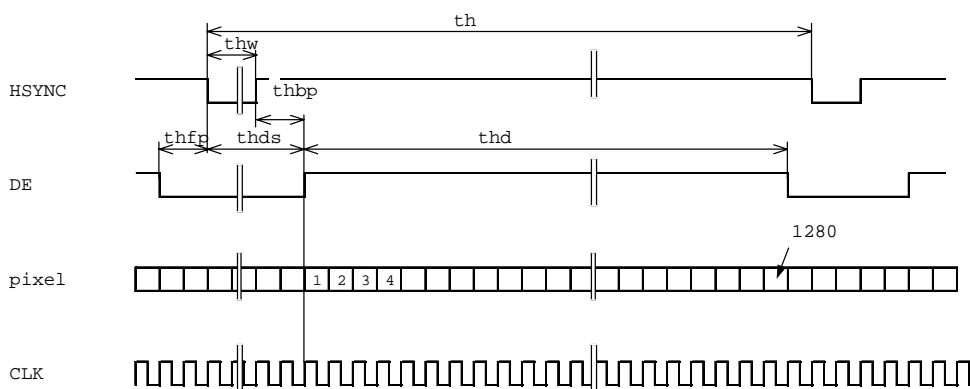 th
thw
HSYNC
thbp
thfp thds thd
DE
1280
pixel 1 2 3 4
CLK